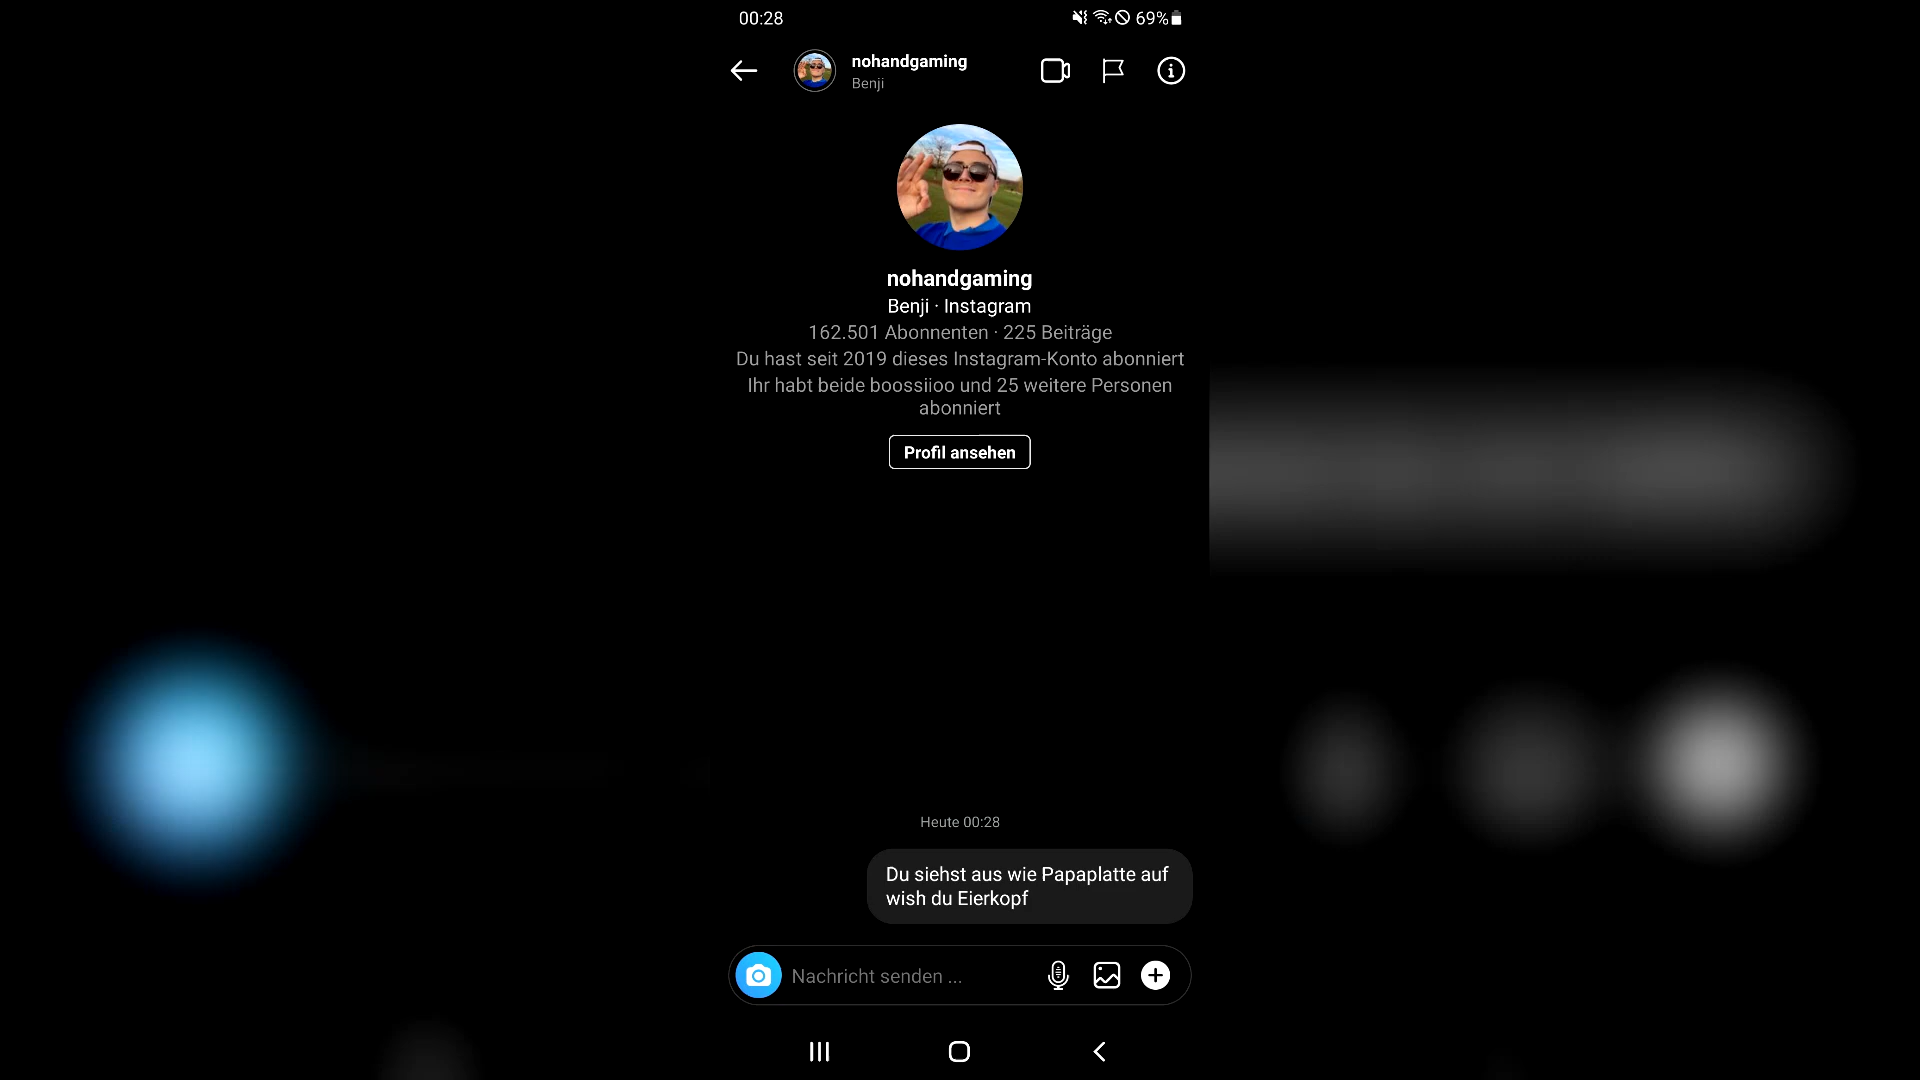 00:28
69%
nohandgaming
Benji
nohandgaming
Benji · Instagram
162.501 Abonnenten · 225 Beiträge
Du hast seit 2019 dieses Instagram-Konto abonniert
Ihr habt beide boossiioo und 25 weitere Personen
abonniert
Profil ansehen
Heute 00:28
Du siehst aus wie Papaplatte auf
wish du Eierkopf
Nachricht senden ...